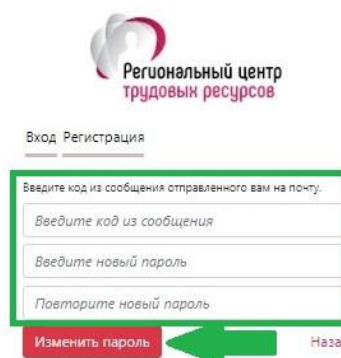 Региональный центр
трудовых ресурсов
Вход Регистрация
Введите код из сообщения отправленного вам на почту.
Введите код из сообщения
Введите новый пароль
Повторите новый пароль
Изменить пароль Наза